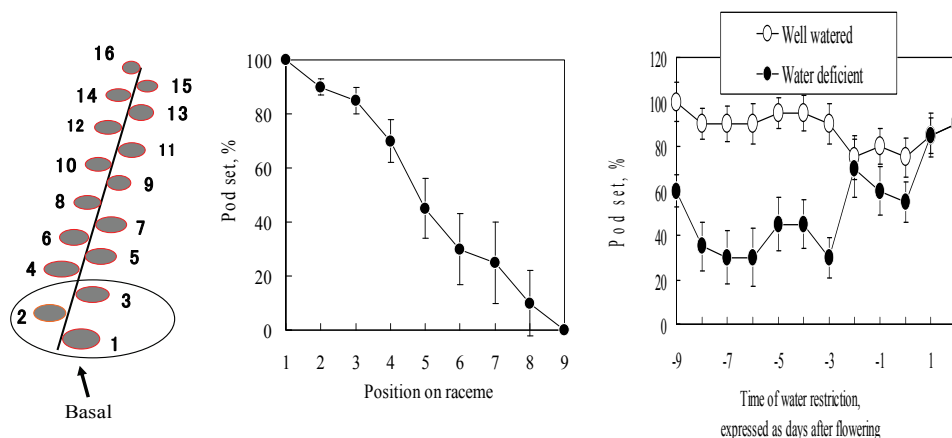 16
15
14
13
12
11
10
9
8
7
6
5
4
3
2
1
Basal
Pod set, %
100
80
60
40
20
0
1 2 3 4 5 6 7 8 9
Position on raceme
Well watered
Water deficient
Pod set, %
120
100
80
60
40
20
0
-9 -7 -5 -3 -1 1
Time of water restriction,
expressed as days after flowering